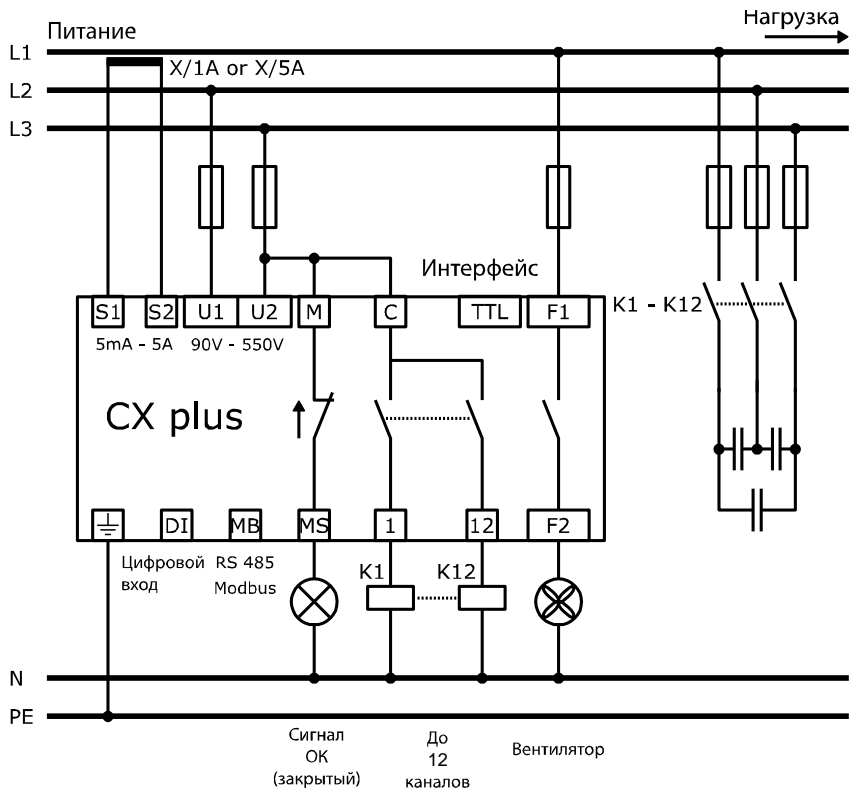 Питание
Нагрузка
L1
X/1A or X/5A
L2
L3
Интерфейс
S1 S2 U1 U2 M C TTL F1
K1 - K12
5mA - 5A 90V - 550V
CX plus
DI MB MS 1 12 F2
Цифровой вход
RS 485
Modbus
K1 K12
N
PE
Сигнал
ОК
(закрытый)
До
12
каналов
Вентилятор